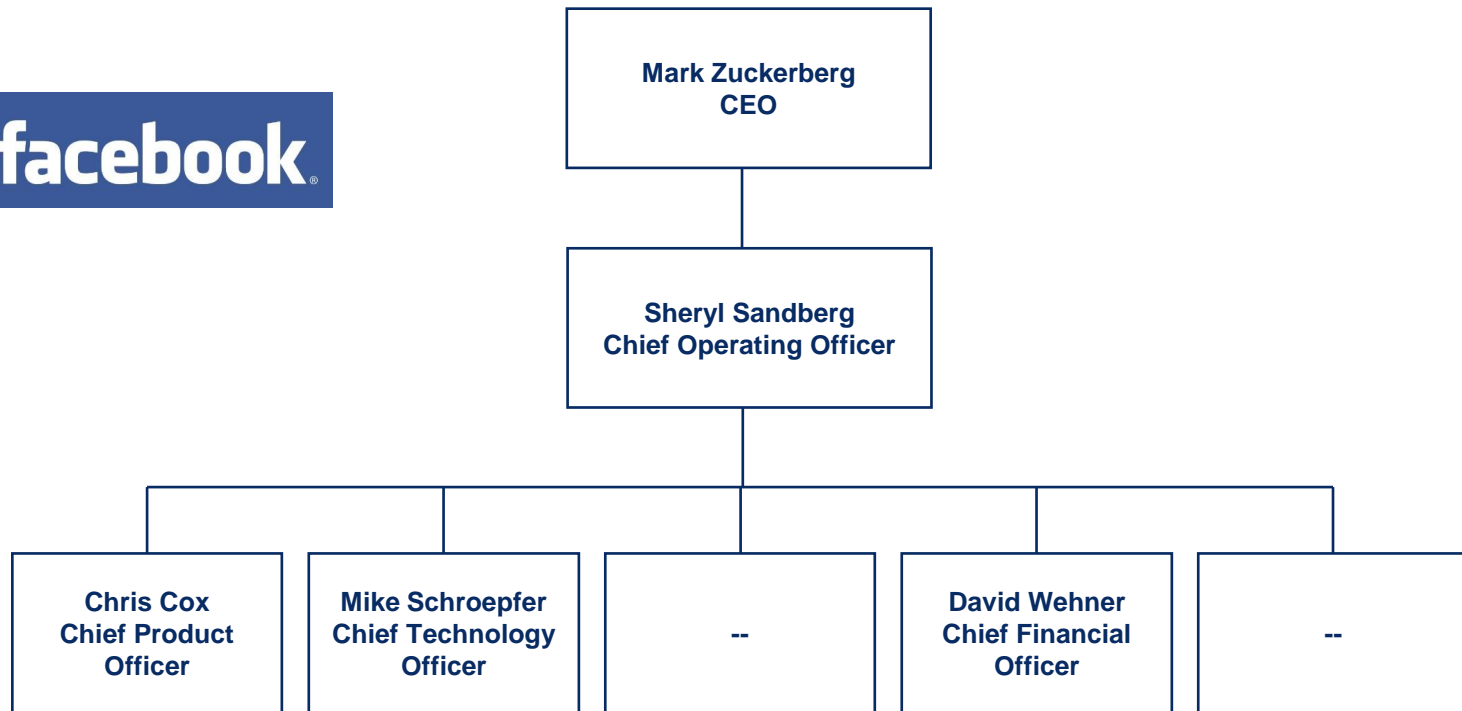 Mark Zuckerberg
CEO
facebook®
Sheryl Sandberg
Chief Operating Officer
Chris Cox
Chief Product
Officer
Mike Schroepfer
Chief Technology
Officer
--
David Wehner
Chief Financial
Officer
--